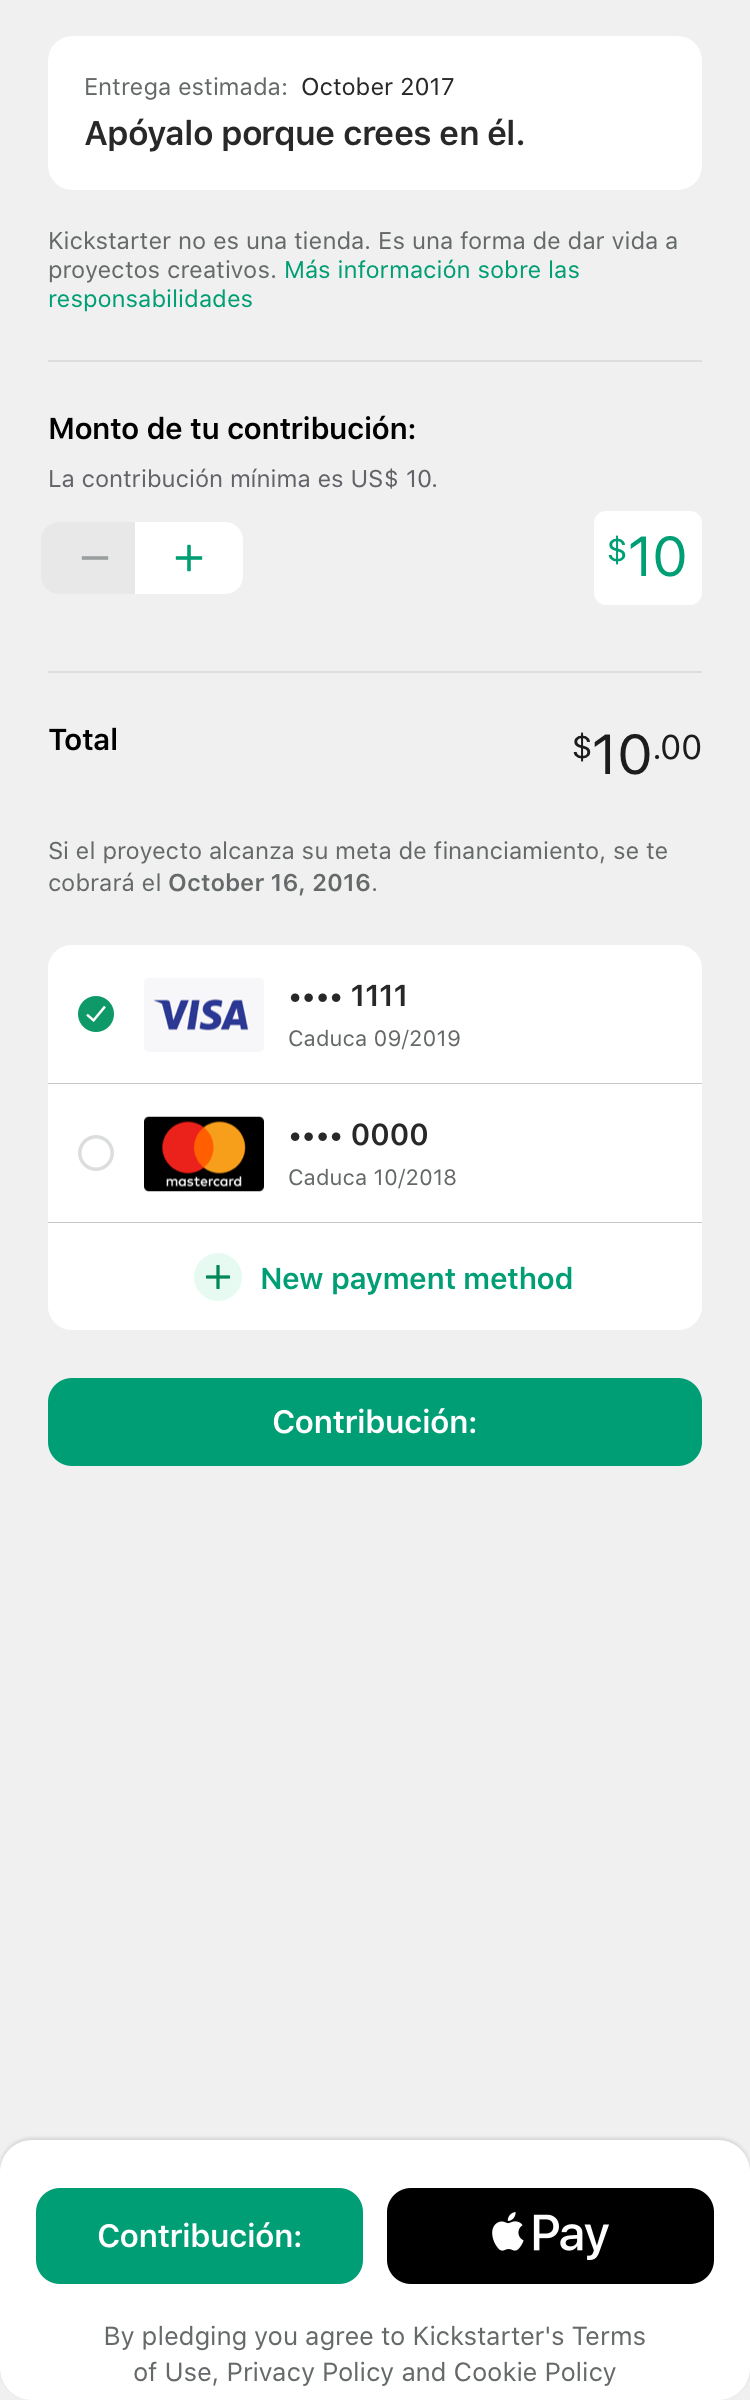 Entrega estimada: October 2017
Apóyalo porque crees en él.
Kickstarter no es una tienda. Es una forma de dar vida a
proyectos creativos. Más información sobre las
responsabilidades
Monto de tu contribución:
La contribución mínima es US$ 10.
$10
Total
$10.00
Si el proyecto alcanza su meta de financiamiento, se te
cobrará el October 16, 2016.
VISA
•••• 1111
Caduca 09/2019
mastercard
•••• 0000
Caduca 10/2018
New payment method
Contribución:
Contribución:
Pay
By pledging you agree to Kickstarter's Terms
of Use, Privacy Policy and Cookie Policy